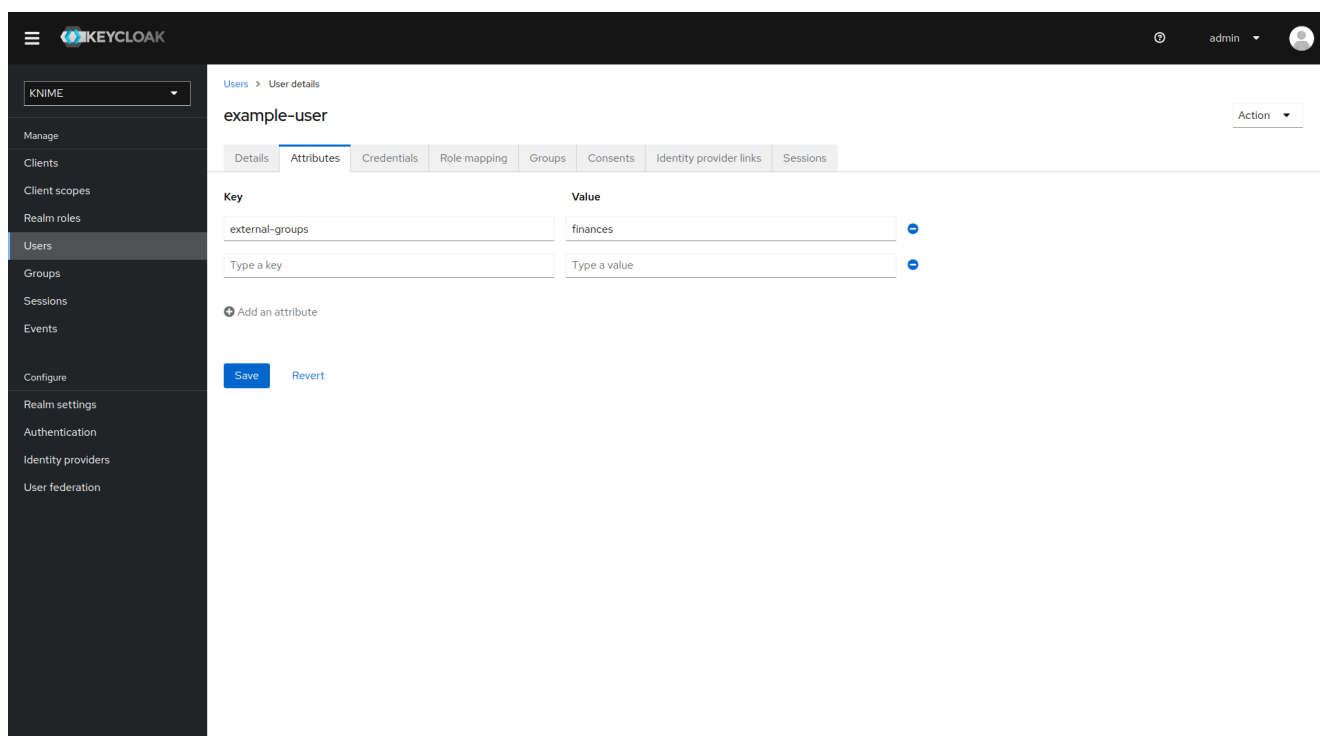 KEYCLOAK
admin
KNIME
Manage
Clients
Client scopes
Realm roles
Users
Groups
Sessions
Events
Configure
Realm settings
Authentication
Identity providers
User federation
Users > User details
example-user
Action
Details Attributes Credentials Role mapping Groups Consents Identity provider links Sessions
Key Value
external-groups finances
Type a key Type a value
Add an attribute
Save Revert